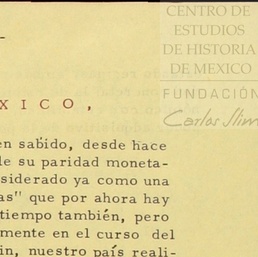 CENTRO DE
ESTUDIOS
DE HISTORIA
DE MEXICO
FUNDACIÓN
Carlos Slim
XICO,
en sabido, desde hace
de su paridad moneta-
siderado ya como una
as" que por ahora hay
tiempo también, pero
mente en el curso del
in, nuestro país reali-